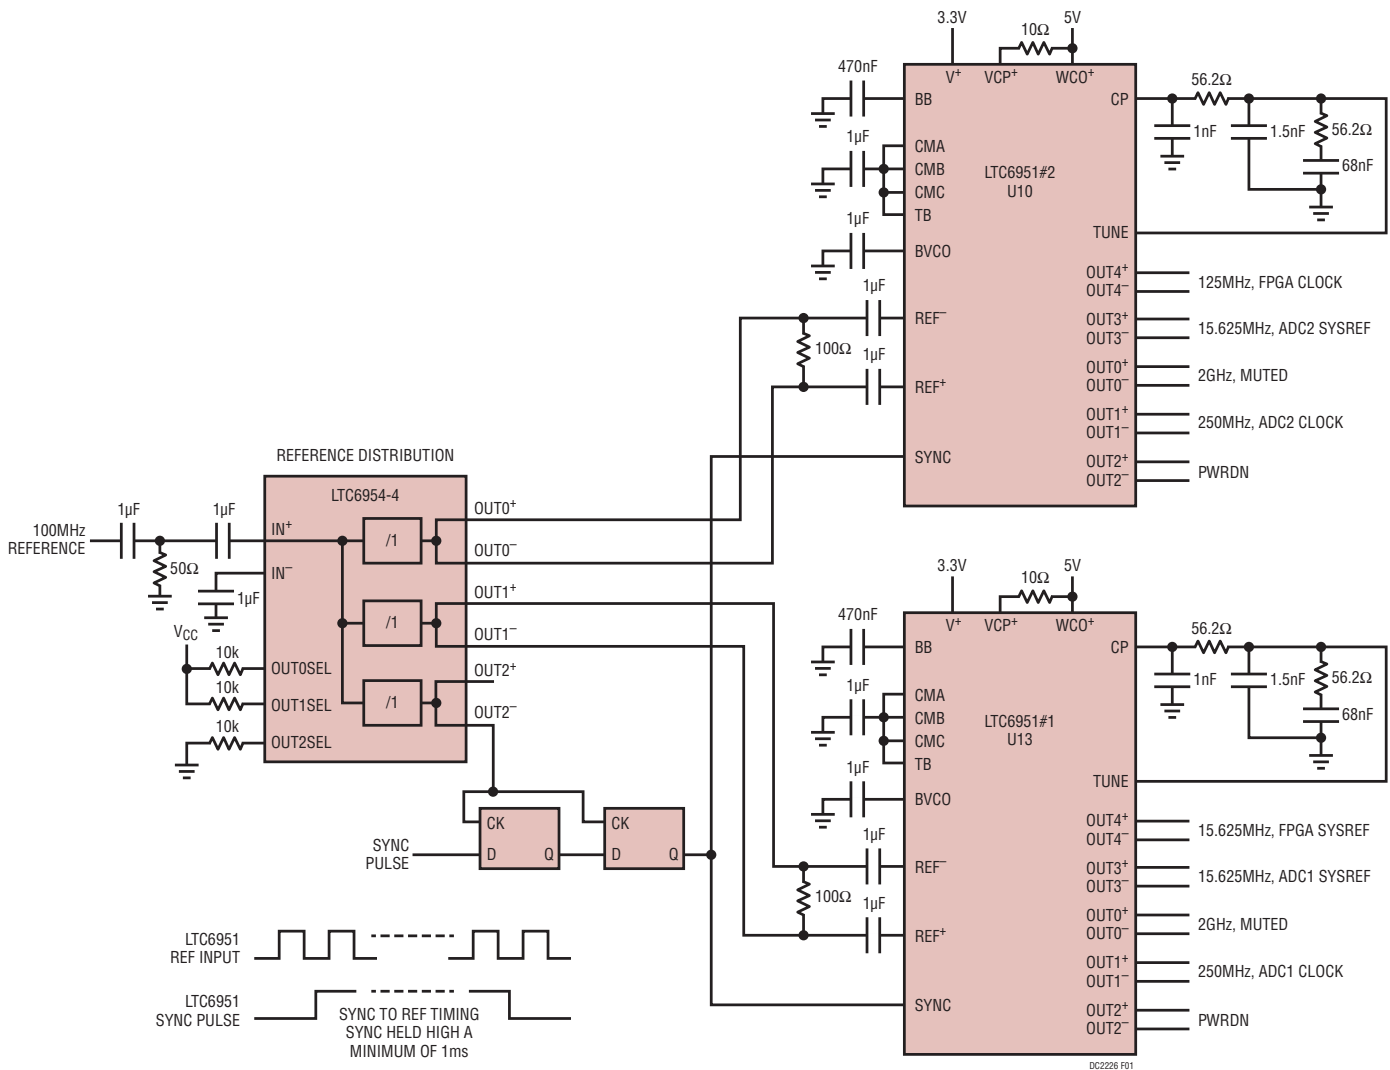 3.3V
10Ω
5V
470nF
V+
VCP+
WCO+
BB
CP
56.2Ω
1nF
1.5nF
56.2Ω
68nF
1µF
CMA
CMB
CMC
TB
LTC6951#2
U10
1µF
BVCO
TUNE
1µF
REF–
100Ω
1µF
REF+
SYNC
OUT4+
OUT4–
125MHz, FPGA CLOCK
OUT3+
OUT3–
15.625MHz, ADC2 SYSREF
OUT0+
OUT0–
2GHz, MUTED
OUT1+
OUT1–
250MHz, ADC2 CLOCK
OUT2+
OUT2–
PWRDN
REFERENCE DISTRIBUTION
LTC6954-4
100MHz
REFERENCE
1µF
1µF
50Ω
1µF
IN+
IN–
VCC
10k
OUT0SEL
10k
OUT1SEL
10k
OUT2SEL
/1
/1
/1
OUT0+
OUT0–
OUT1+
OUT1–
OUT2+
OUT2–
SYNC
PULSE
CK
D
Q
CK
D
Q
3.3V
10Ω
5V
470nF
V+
VCP+
WCO+
BB
CP
56.2Ω
1nF
1.5nF
56.2Ω
68nF
1µF
CMA
CMB
CMC
TB
LTC6951#1
U13
1µF
BVCO
TUNE
1µF
REF–
100Ω
1µF
REF+
SYNC
OUT4+
OUT4–
15.625MHz, FPGA SYSREF
OUT3+
OUT3–
15.625MHz, ADC1 SYSREF
OUT0+
OUT0–
2GHz, MUTED
OUT1+
OUT1–
250MHz, ADC1 CLOCK
OUT2+
OUT2–
PWRDN
LTC6951
REF INPUT
LTC6951
SYNC PULSE
SYNC TO REF TIMING
SYNC HELD HIGH A
MINIMUM OF 1ms
DC2226 F01